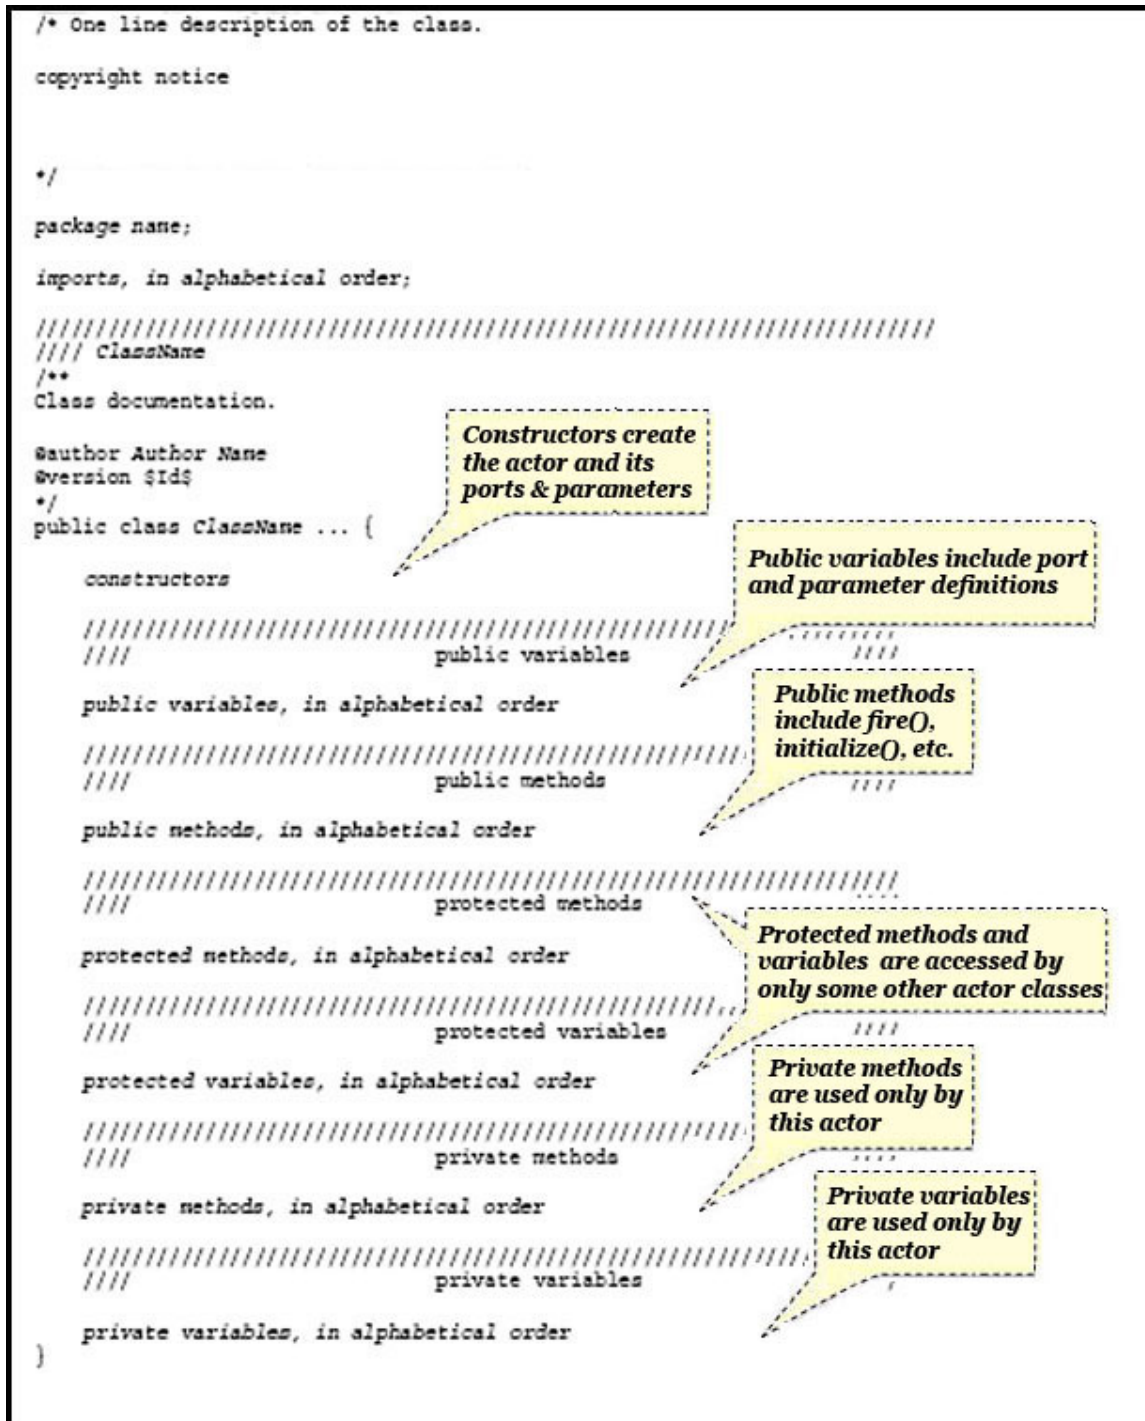 /* One line description of the class.
copyright notice
*/
package name;
imports, in alphabetical order;
//////////////////////////////////////////////////////////////////////////
//// ClassName
/**
Class documentation.
@author Author Name
@version $Id$
*/
public class ClassName ... {
Constructors create
the actor and its
ports & parameters
constructors
Public variables include port
and parameter definitions
///////////////////////////////////////////////////////////////////
//// public variables ////
public variables, in alphabetical order
Public methods
include fire(),
initialize(), etc.
///////////////////////////////////////////////////////
//// public methods ////
public methods, in alphabetical order
///////////////////////////////////////////////////////////////////
//// protected methods
protected methods, in alphabetical order
Protected methods and
variables are accessed by
only some other actor classes
////////////////////////////////////////////////////
//// protected variables ////
protected variables, in alphabetical order
Private methods
are used only by
this actor
///////////////////////////////////////////////////////
//// private methods
private methods, in alphabetical order
Private variables
are used only by
this actor
////////////////////////////////////////////////////////////
//// private variables
private variables, in alphabetical order
}